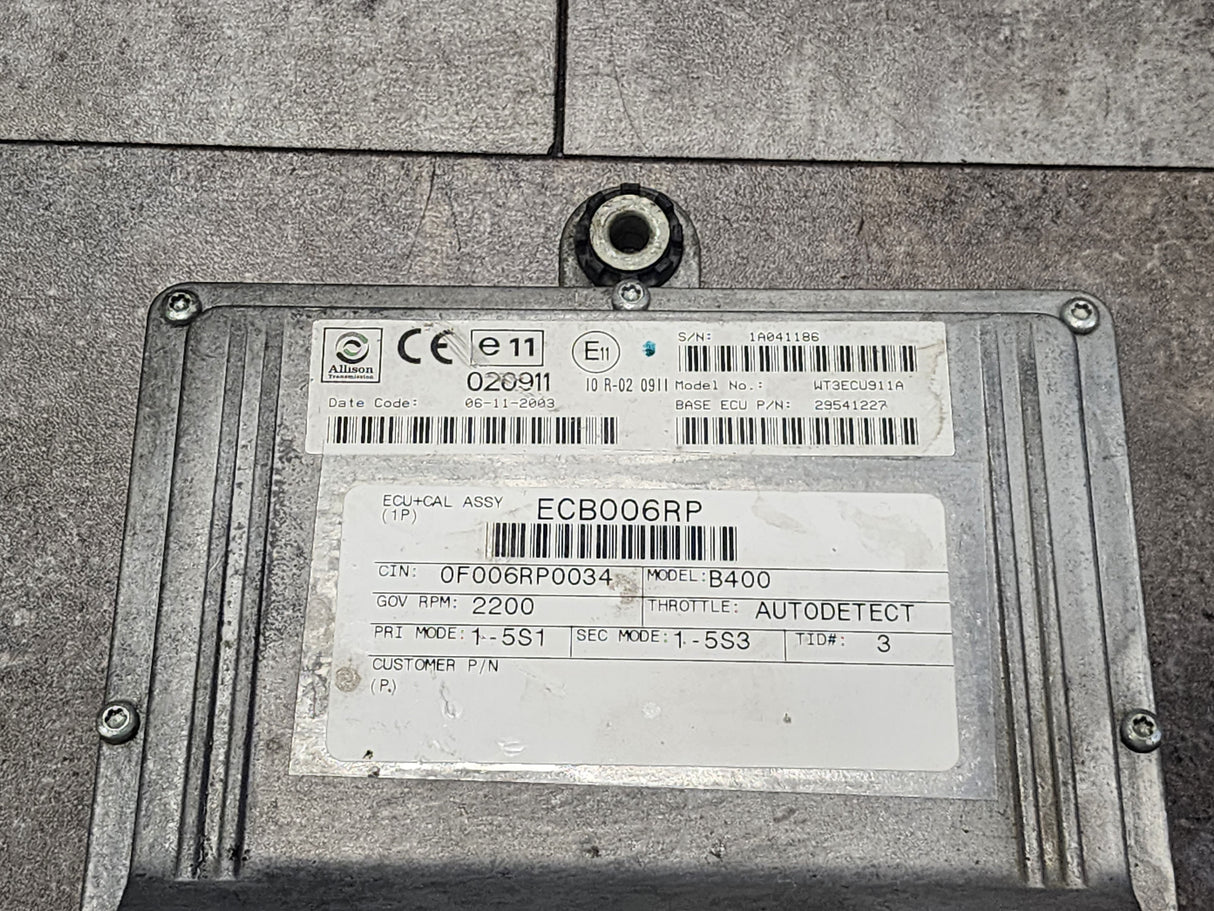 Allison
Transmission
CE
e 11
020911
E11
10 R-02 0911
S/N: 1A041186
Model No.: WT3ECU911A
Date Code: 06-11-2003
BASE ECU P/N: 29541227
ECU+CAL ASSY ECB006RP
(1P)
CIN: 0F006RP0034 MODEL: B400
GOV RPM: 2200 THROTTLE: AUTODETECT
PRI MODE: 1-5S1 SEC MODE: 1-5S3 TID#: 3
CUSTOMER P/N
(P.)